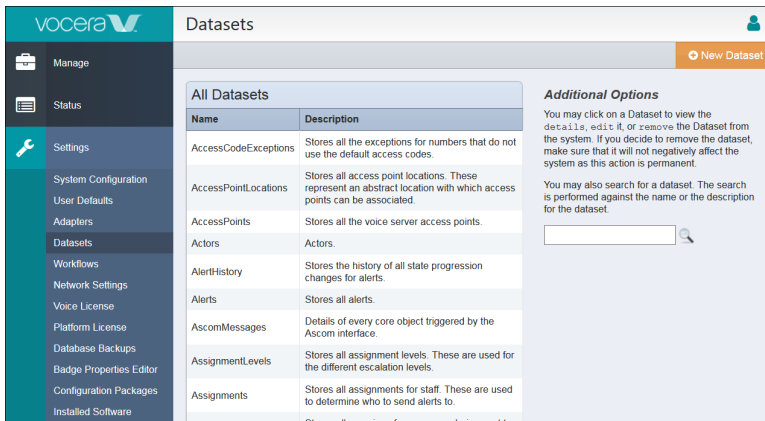 vocera
Datasets
Manage
Status
Settings
System Configuration
User Defaults
Adapters
Datasets
Workflows
Network Settings
Voice License
Platform License
Database Backups
Badge Properties Editor
Configuration Packages
Installed Software
New Dataset
All Datasets
Name Description
AccessCodeExceptions Stores all the exceptions for numbers that do not
use the default access codes.
AccessPointLocations Stores all access point locations. These
represent an abstract location with which access
points can be associated.
AccessPoints Stores all the voice server access points.
Actors Actors.
AlertHistory Stores the history of all state progression
changes for alerts.
Alerts Stores all alerts.
AscomMessages Details of every core object triggered by the
Ascom interface.
AssignmentLevels Stores all assignment levels. These are used for
the different escalation levels.
Assignments Stores all assignments for staff. These are used
to determine who to send alerts to.
Additional Options
You may click on a Dataset to view the
details, edit it, or remove the Dataset from
the system. If you decide to remove the dataset,
make sure that it will not negatively affect the
system as this action is permanent.
You may also search for a dataset. The search
is performed against the name or the description
for the dataset.